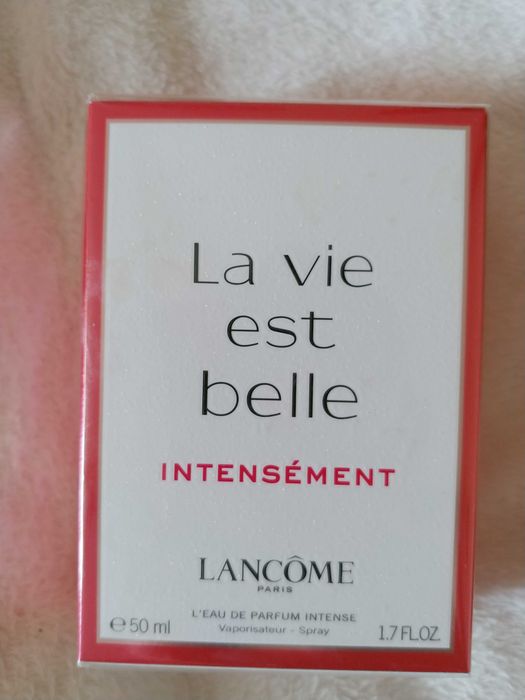 La vie
est
belle
INTENSÉMENT
LANCÔME
PARIS
L'EAU DE PARFUM INTENSE
Vaporisateur - Spray
℮ 50 ml 1.7 FL.OZ.